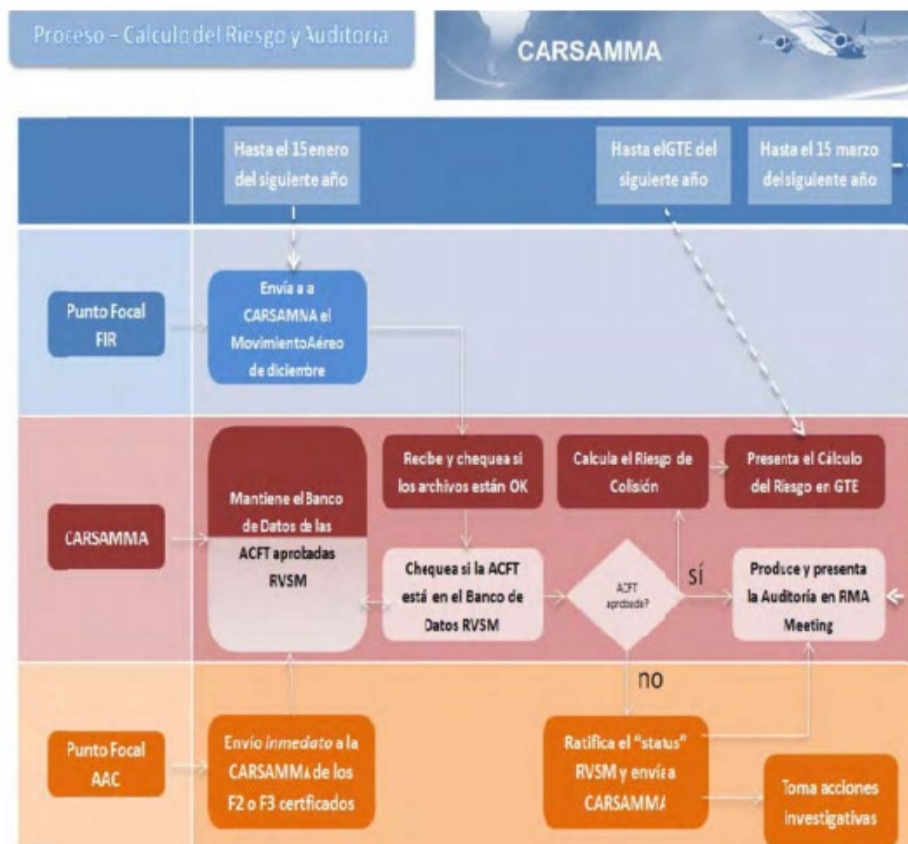 Proceso – Calculo del Riesgo y Auditoria
CARSAMMA
Hasta el 15 enero
del siguiente año
Hasta el GTE del
siguierte año
Hasta el 15 marzo
del siguiente año
Punto Focal
FIR
Envía a a
CARSAMNA el
Movimiento Aéreo
de diciembre
CARSAMMA
Mantiene el Banco
de Datos de las
ACFT aprobadas
RVSM
Recibe y chequea si
los archivos están OK
Chequea si la ACFT
está en el Banco de
Datos RVSM
Calcula el Riesgo de
Colisión
ACFT
aprobada?
sí
no
Presenta el Cálculo
del Riesgo en GTE
Produce y presenta
la Auditoría en RMA
Meeting
Punto Focal
AAC
Envío inmediato a la
CARSAMMA de los
F2 o F3 certficados
Ratifica el "status"
RVSM y envía a
CARSAMMA
Toma acciones
investigativas